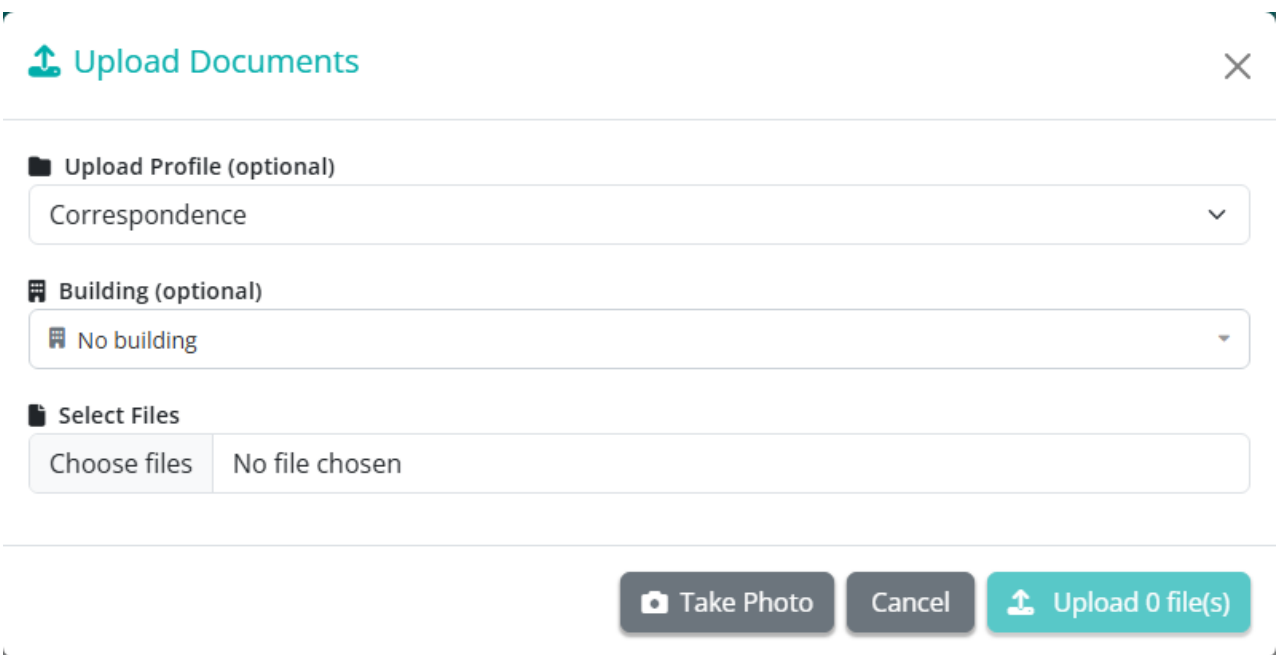 Upload Documents
Upload Profile (optional)
Correspondence
Building (optional)
No building
Select Files
Choose files No file chosen
Take Photo Cancel Upload 0 file(s)